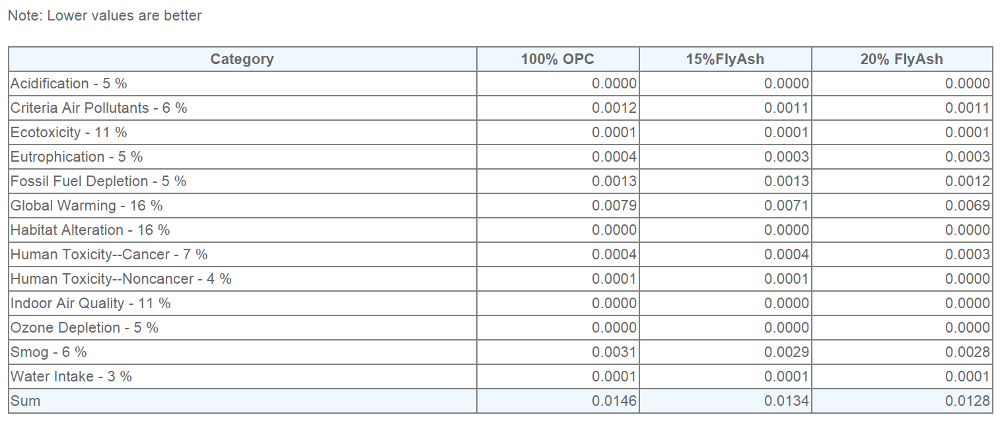 Note: Lower values are better
Category 100% OPC 15%FlyAsh 20% FlyAsh
Acidification - 5 % 0.0000 0.0000 0.0000
Criteria Air Pollutants - 6 % 0.0012 0.0011 0.0011
Ecotoxicity - 11 % 0.0001 0.0001 0.0001
Eutrophication - 5 % 0.0004 0.0003 0.0003
Fossil Fuel Depletion - 5 % 0.0013 0.0013 0.0012
Global Warming - 16 % 0.0079 0.0071 0.0069
Habitat Alteration - 16 % 0.0000 0.0000 0.0000
Human Toxicity--Cancer - 7 % 0.0004 0.0004 0.0003
Human Toxicity--Noncancer - 4 % 0.0001 0.0001 0.0000
Indoor Air Quality - 11 % 0.0000 0.0000 0.0000
Ozone Depletion - 5 % 0.0000 0.0000 0.0000
Smog - 6 % 0.0031 0.0029 0.0028
Water Intake - 3 % 0.0001 0.0001 0.0001
Sum 0.0146 0.0134 0.0128